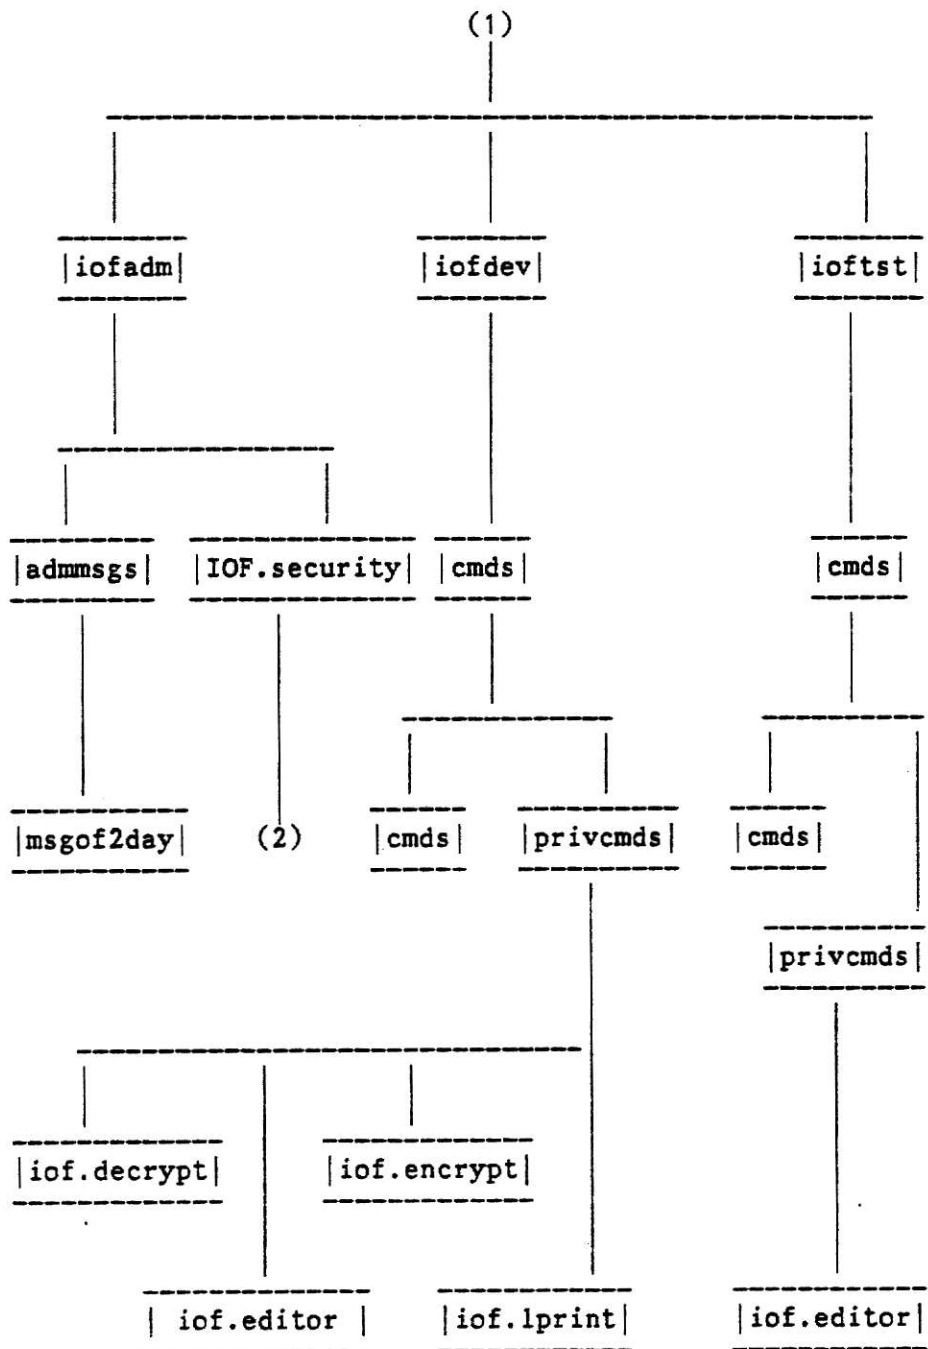 (1)
|iofadm| |iofdev| |ioftst|
|admmsgs| |IOF.security| |cmds| |cmds|
|msgof2day| (2) |cmds| |privcmds| |cmds|
|privcmds|
|iof.decrypt| |iof.encrypt|
| iof.editor | |iof.lprint| |iof.editor|